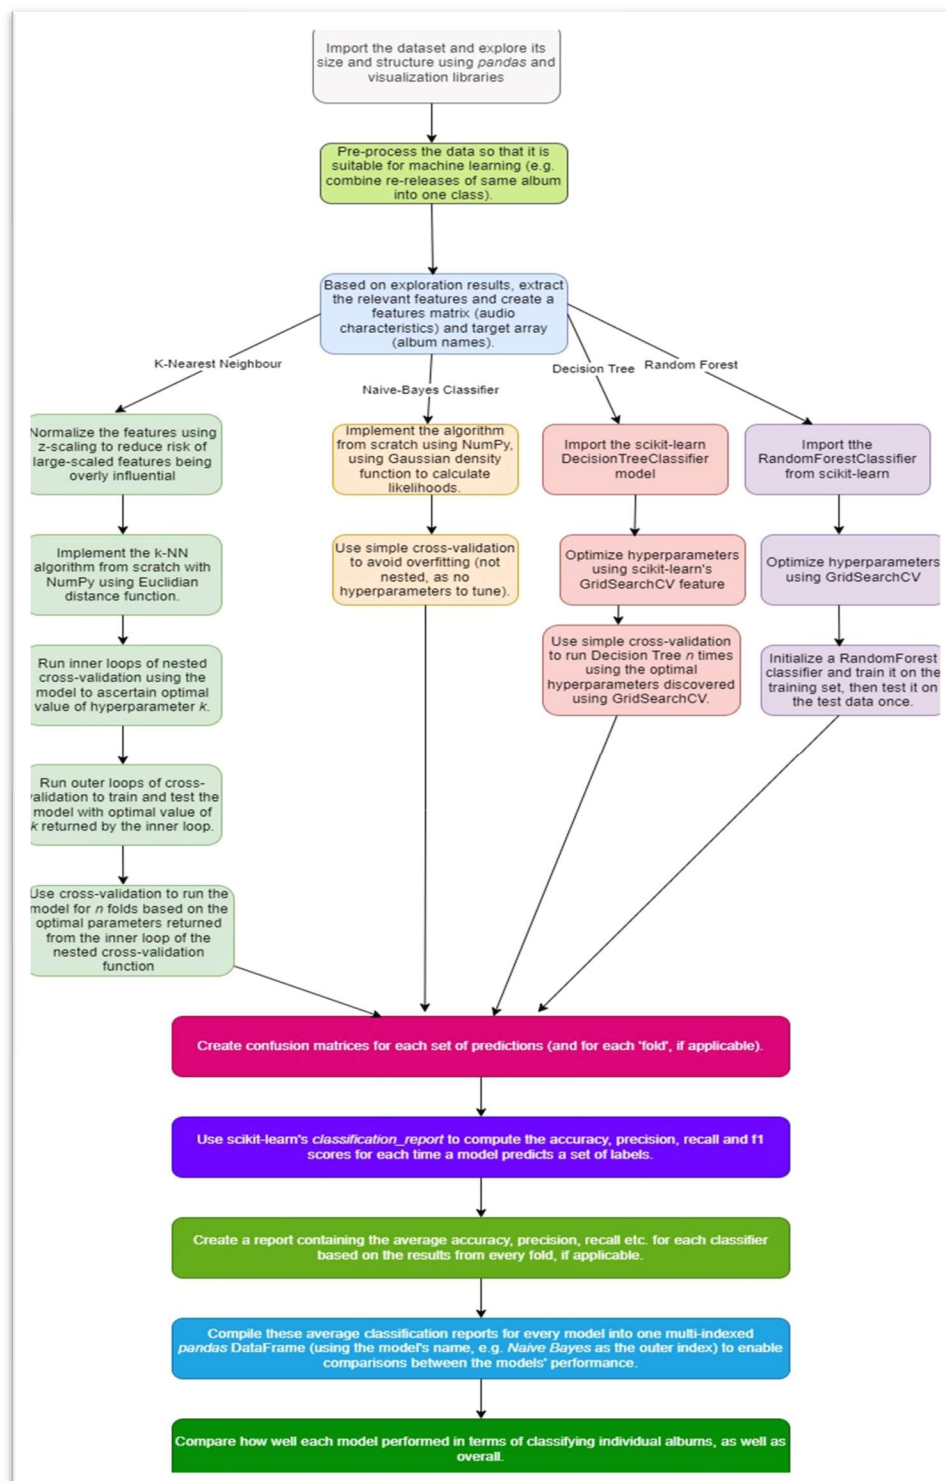 Import the dataset and explore its
size and structure using pandas and
visualization libraries
Pre-process the data so that it is
suitable for machine learning (e.g.
combine re-releases of same album
into one class).
Based on exploration results, extract
the relevant features and create a
features matrix (audio
characteristics) and target array
(album names).
K-Nearest Neighbour
Naive-Bayes Classifier
Decision Tree
Random Forest
Normalize the features using
z-scaling to reduce risk of
large-scaled features being
overly influential
Implement the k-NN
algorithm from scratch with
NumPy using Euclidian
distance function.
Run inner loops of nested
cross-validation using the
model to ascertain optimal
value of hyperparameter k.
Run outer loops of cross-
validation to train and test the
model with optimal value of
k returned by the inner loop.
Use cross-validation to run the
model for n folds based on the
optimal parameters returned
from the inner loop of the
nested cross-validation
function
Implement the algorithm
from scratch using NumPy,
using Gaussian density
function to calculate
likelihoods.
Use simple cross-validation
to avoid overfitting (not
nested, as no
hyperparameters to tune).
Import the scikit-learn
DecisionTreeClassifier
model
Optimize hyperparameters
using scikit-learn's
GridSearchCV feature
Use simple cross-validation
to run Decision Tree n times
using the optimal
hyperparameters discovered
using GridSearchCV.
Import tthe
RandomForestClassifier
from scikit-learn
Optimize hyperparameters
using GridSearchCV
Initialize a RandomForest
classifier and train it on the
training set, then test it on
the test data once.
Create confusion matrices for each set of predictions (and for each 'fold', if applicable).
Use scikit-learn's classification_report to compute the accuracy, precision, recall and f1
scores for each time a model predicts a set of labels.
Create a report containing the average accuracy, precision, recall etc. for each classifier
based on the results from every fold, if applicable.
Compile these average classification reports for every model into one multi-indexed
pandas DataFrame (using the model's name, e.g. Naive Bayes as the outer index) to enable
comparisons between the models' performance.
Compare how well each model performed in terms of classifying individual albums, as well as
overall.